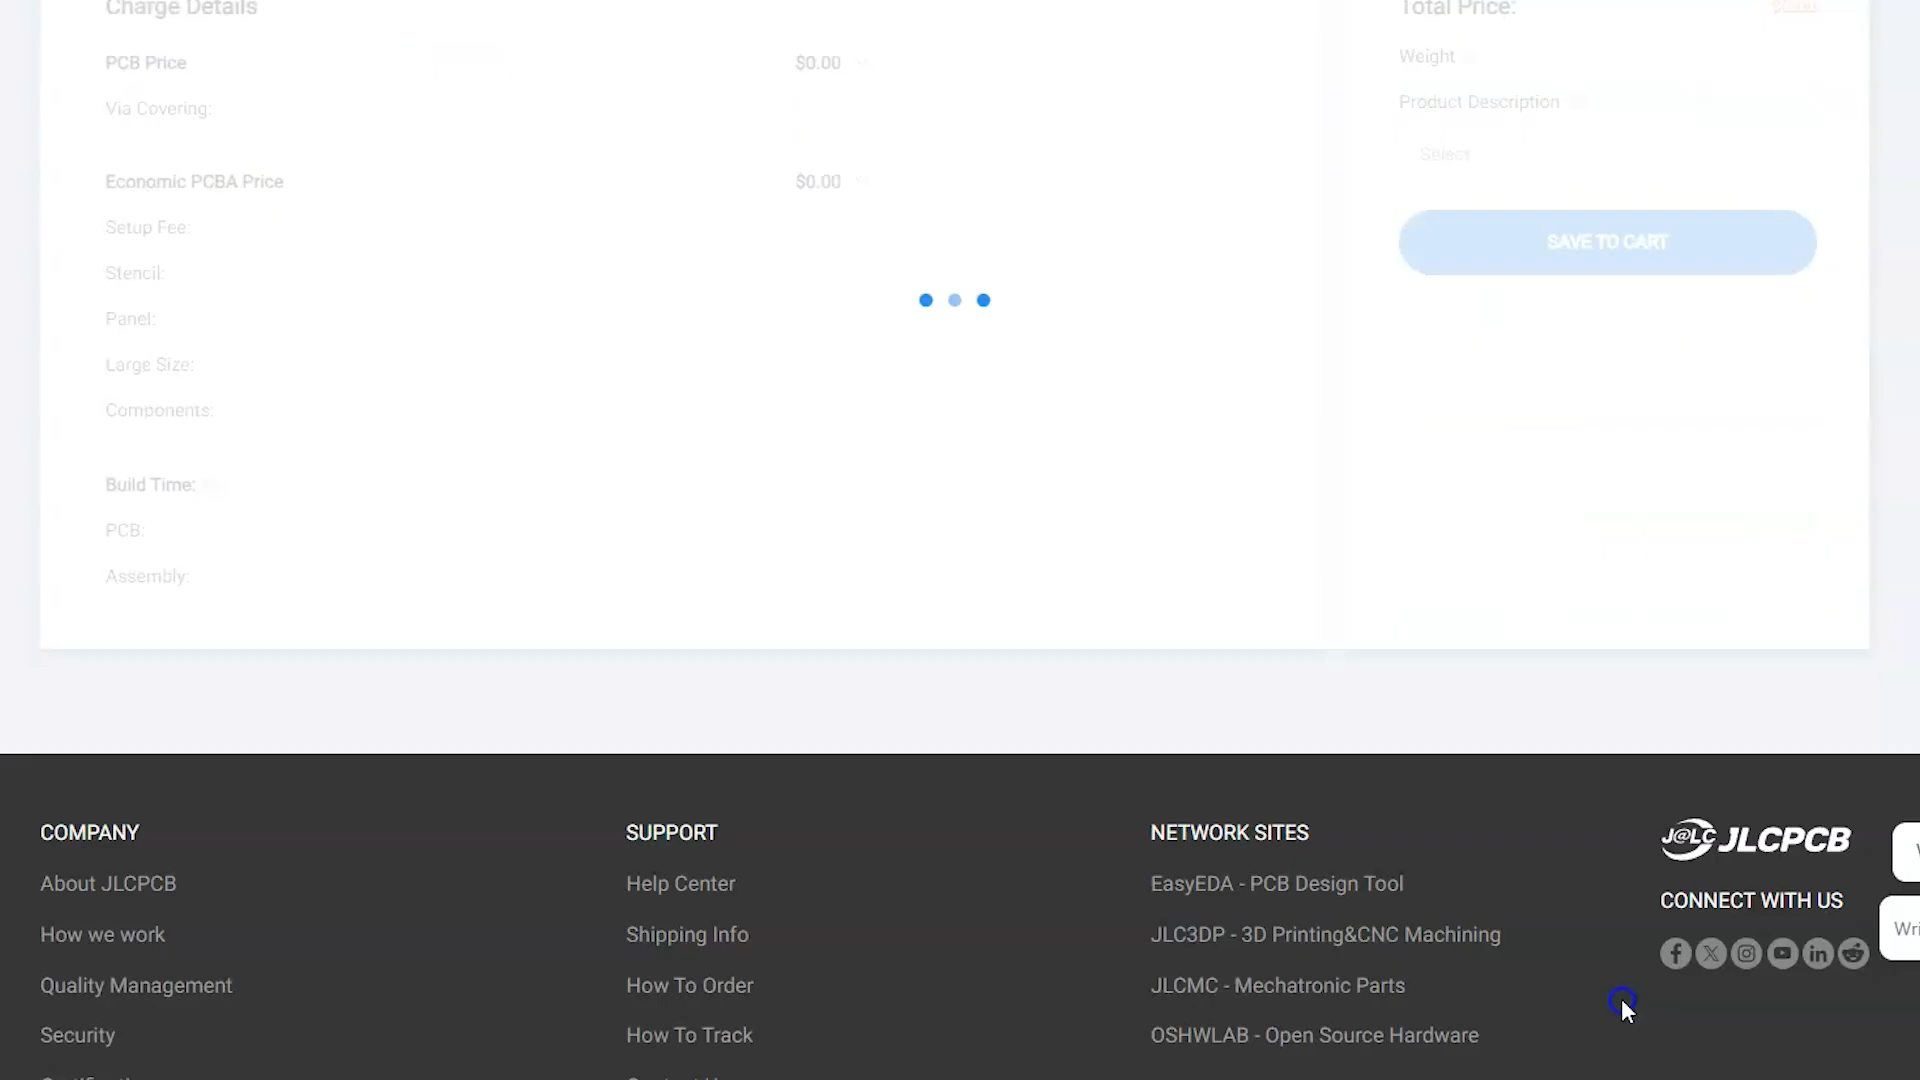 Charge Details
PCB Price $0.00
Via Covering:
Economic PCBA Price $0.00
Setup Fee:
Stencil:
Panel:
Large Size:
Components:
Build Time:
PCB:
Assembly:
Total Price: $0.00
Weight
Product Description
Select
SAVE TO CART
COMPANY
About JLCPCB
How we work
Quality Management
Security
SUPPORT
Help Center
Shipping Info
How To Order
How To Track
NETWORK SITES
EasyEDA - PCB Design Tool
JLC3DP - 3D Printing&CNC Machining
JLCMC - Mechatronic Parts
OSHWLAB - Open Source Hardware
J@LC JLCPCB
CONNECT WITH US